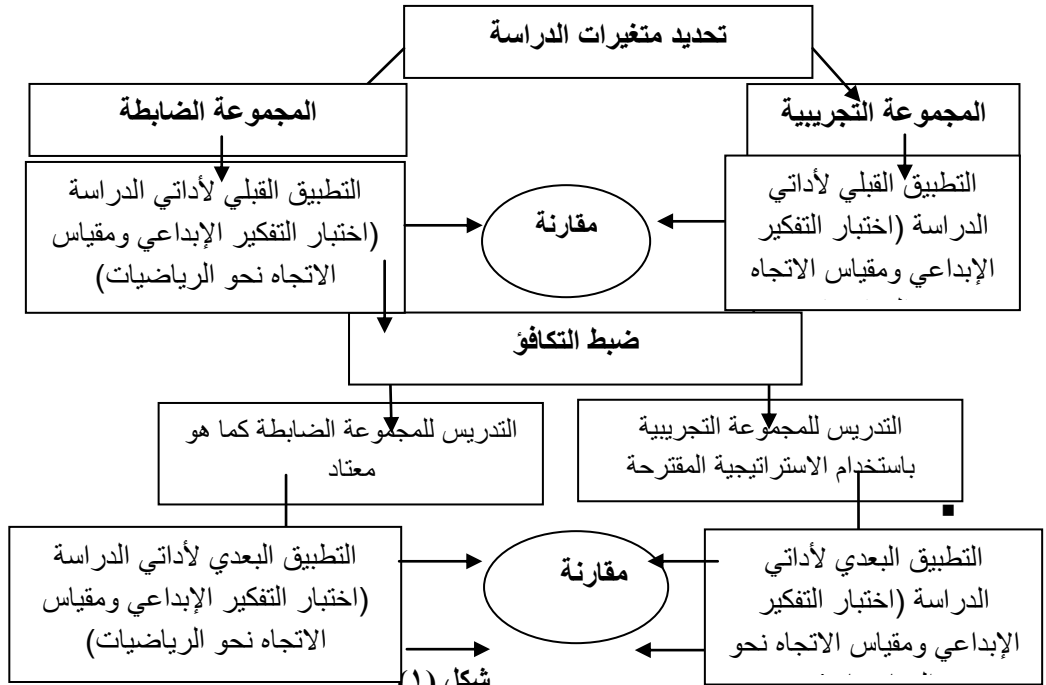 تحديد متغيرات الدراسة
المجموعة التجريبية
المجموعة الضابطة
التطبيق القبلي لأداتي
الدراسة (اختبار التفكير
الإبداعي ومقياس الاتجاه
مقارنة
التطبيق القبلي لأداتي الدراسة
(اختبار التفكير الإبداعي ومقياس
الاتجاه نحو الرياضيات)
ضبط التكافؤ
التدريس للمجموعة التجريبية
باستخدام الاستراتيجية المقترحة
التدريس للمجموعة الضابطة كما هو
معتاد
التطبيق البعدي لأداتي
الدراسة (اختبار التفكير
الإبداعي ومقياس الاتجاه نحو
مقارنة
التطبيق البعدي لأداتي الدراسة
(اختبار التفكير الإبداعي ومقياس
الاتجاه نحو الرياضيات)
شكل (١)